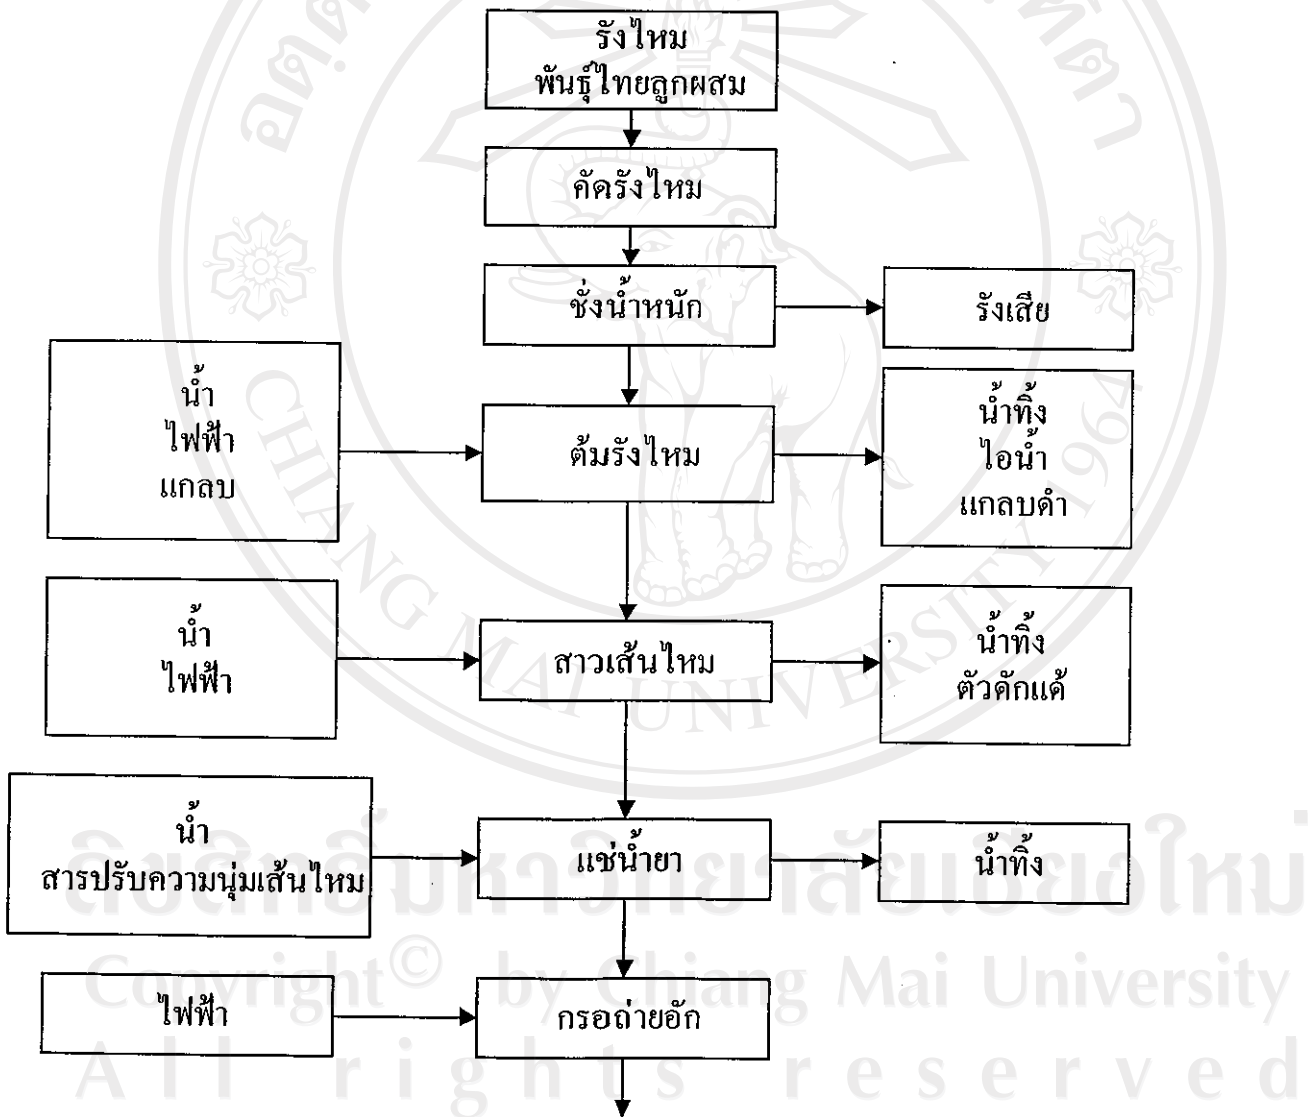 รังไหม
พันธุ์ไทยลูกผสม
คัดรังไหม
ชั่งน้ำหนัก
รังเสีย
น้ำ
ไฟฟ้า
แกลบ
ต้มรังไหม
น้ำทิ้ง
ไอน้ำ
แกลบดำ
น้ำ
ไฟฟ้า
สาวเส้นไหม
น้ำทิ้ง
ตัวดักแด้
น้ำ
สารปรับความนุ่มเส้นไหม
แช่น้ำยา
น้ำทิ้ง
ไฟฟ้า
กรอถ่ายอัก
CHIANG MAI UNIVERSITY 1964
ลิขสิทธิ์มหาวิทยาลัยเชียงใหม่
Copyright© by Chiang Mai University
All rights reserved